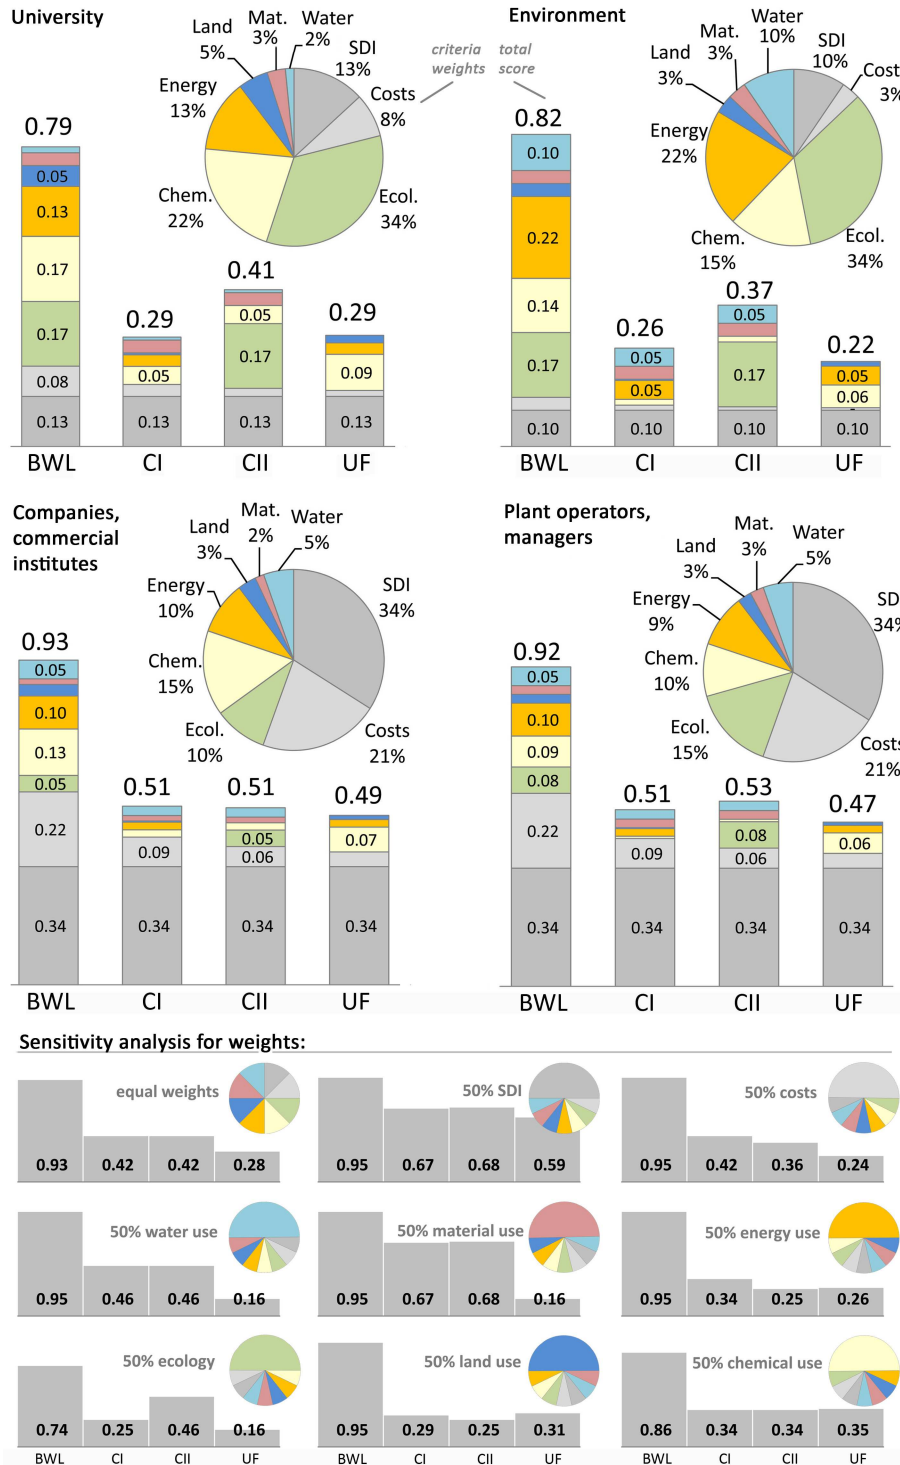 University
Environment
Land
5%
Mat.
3%
Water
2%
SDI
13%
Costs
8%
Ecol.
34%
Chem.
22%
Energy
13%
criteria weights
total score
0.79
0.05
0.13
0.17
0.17
0.08
0.13
0.29
0.05
0.13
0.41
0.05
0.17
0.13
0.29
0.09
0.13
BWL CI CII UF
Water
10%
Mat.
3%
Land
3%
Energy
22%
Chem.
15%
Ecol.
34%
SDI
10%
Cost
3%
0.82
0.10
0.22
0.14
0.17
0.10
0.26
0.05
0.05
0.10
0.37
0.05
0.17
0.10
0.22
0.05
0.06
0.10
BWL CI CII UF
Companies,
commercial
institutes
Land
3%
Mat.
2%
Water
5%
SDI
34%
Costs
21%
Ecol.
10%
Chem.
15%
Energy
10%
0.93
0.05
0.10
0.13
0.05
0.22
0.34
0.51
0.09
0.34
0.51
0.05
0.06
0.34
0.49
0.07
0.34
BWL CI CII UF
Plant operators,
managers
Land
3%
Mat.
3%
Water
5%
SD
34%
Costs
21%
Ecol.
15%
Chem.
10%
Energy
9%
0.92
0.05
0.10
0.09
0.08
0.22
0.34
0.51
0.09
0.34
0.53
0.08
0.06
0.34
0.47
0.06
0.34
BWL CI CII UF
Sensitivity analysis for weights:
equal weights
0.93 0.42 0.42 0.28
50% SDI
0.95 0.67 0.68 0.59
50% costs
0.95 0.42 0.36 0.24
50% water use
0.95 0.46 0.46 0.16
50% material use
0.95 0.67 0.68 0.16
50% energy use
0.95 0.34 0.25 0.26
50% ecology
0.74 0.25 0.46 0.16
50% land use
0.95 0.29 0.25 0.31
50% chemical use
0.86 0.34 0.34 0.35
BWL CI CII UF
BWL CI CII UF
BWL CI CII UF